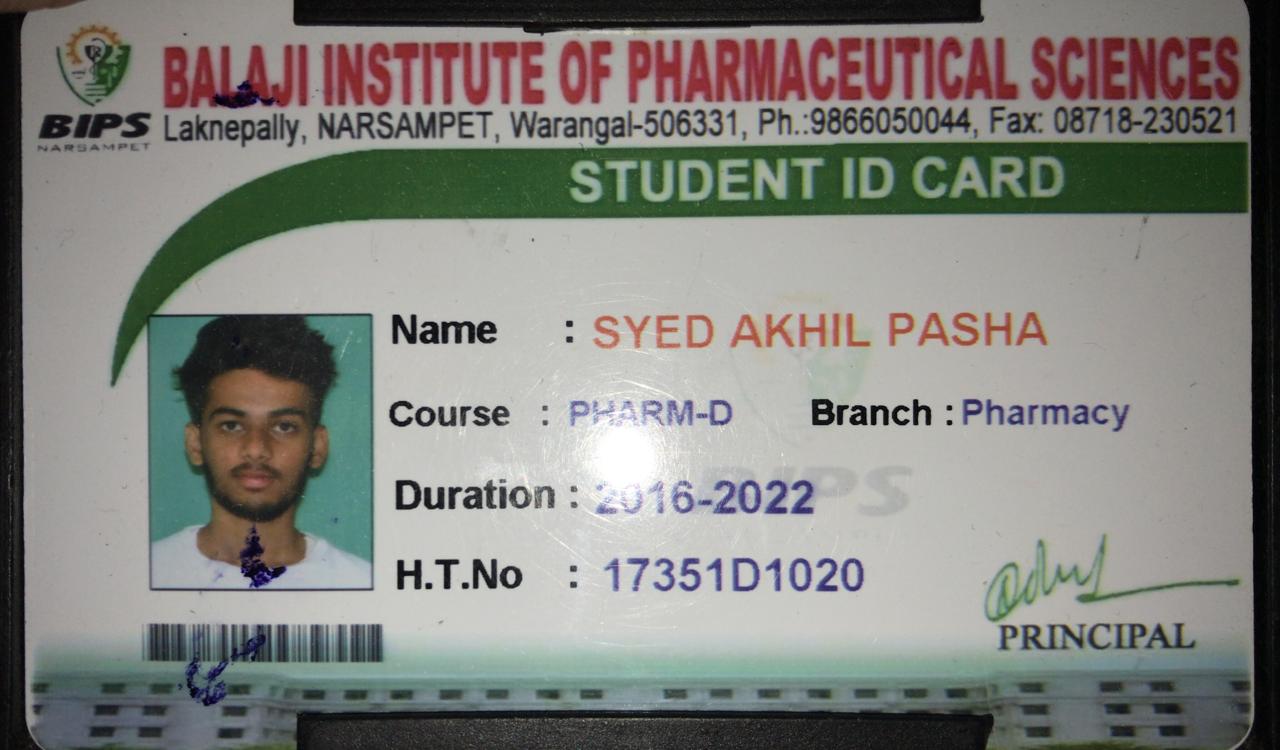 BALAJI INSTITUTE OF PHARMACEUTICAL SCIENCES
BIPS
NARSAMPET
Laknepally, NARSAMPET, Warangal-506331, Ph.:9866050044, Fax: 08718-230521
STUDENT ID CARD
Name : SYED AKHIL PASHA
Course : PHARM-D Branch : Pharmacy
Duration : 2016-2022
BIPS
H.T.No : 17351D1020
PRINCIPAL